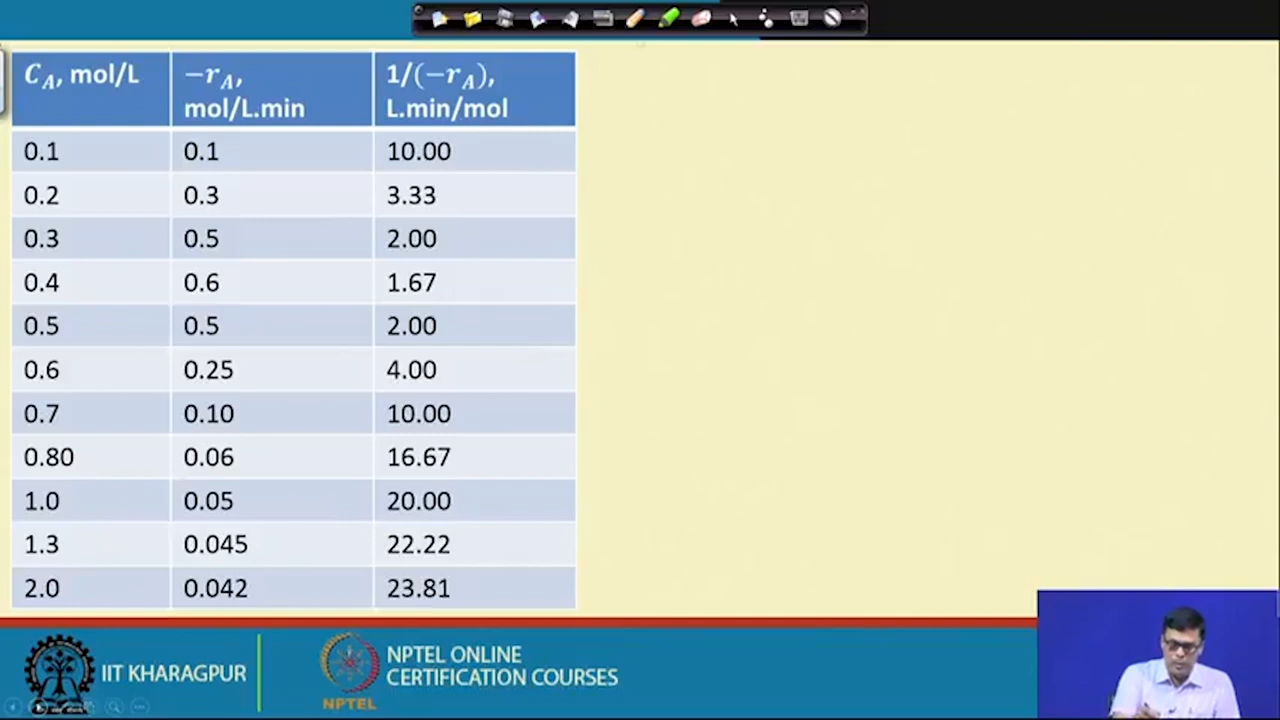 C_A, mol/L	−r_A, mol/L.min	1/(−r_A), L.min/mol
0.1	0.1	10.00
0.2	0.3	3.33
0.3	0.5	2.00
0.4	0.6	1.67
0.5	0.5	2.00
0.6	0.25	4.00
0.7	0.10	10.00
0.80	0.06	16.67
1.0	0.05	20.00
1.3	0.045	22.22
2.0	0.042	23.81
IIT KHARAGPUR
NPTEL
NPTEL ONLINE
CERTIFICATION COURSES